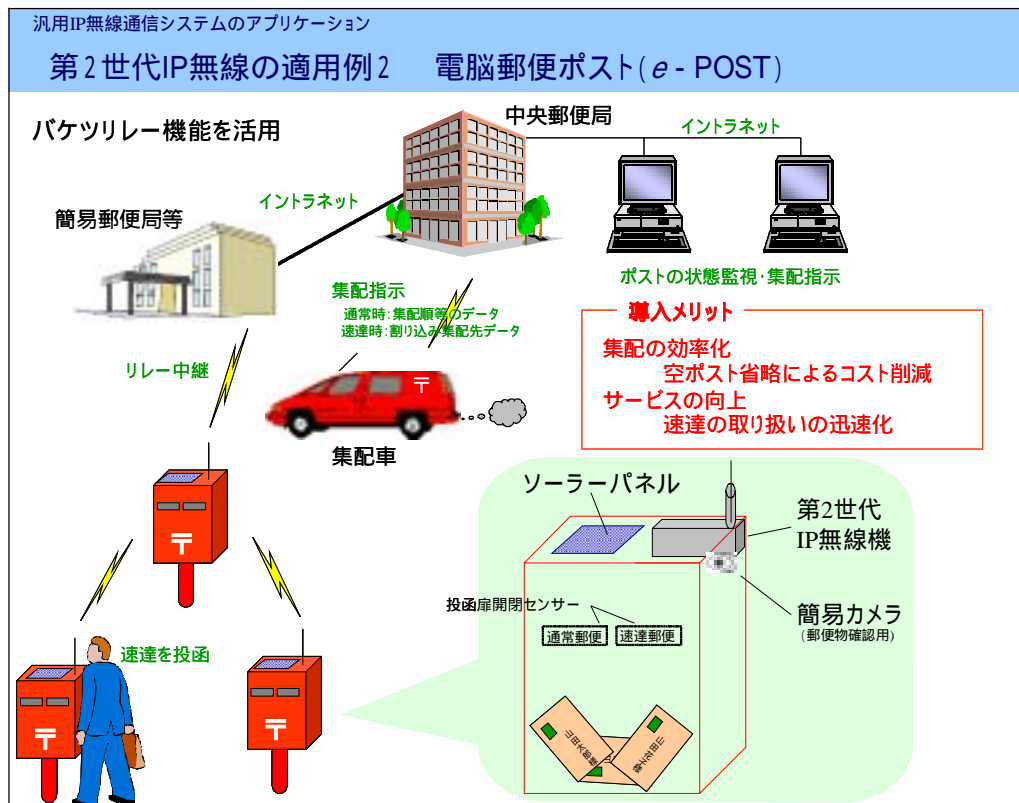 汎用IP無線通信システムのアプリケーション
第2世代IP無線の適用例2　電脳郵便ポスト(e - POST)
バケツリレー機能を活用
中央郵便局
イントラネット
イントラネット
簡易郵便局等
ポストの状態監視・集配指示
集配指示
通常時：集配順等のデータ
速達時：割り込み集配先データ
導入メリット
集配の効率化
空ポスト省略によるコスト削減
サービスの向上
速達の取り扱いの迅速化
リレー中継
〒
集配車
〒
ソーラーパネル
第2世代
IP無線機
投函扉開閉センサー
通常郵便
速達郵便
簡易カメラ
(郵便物確認用)
速達を投函
〒
〒